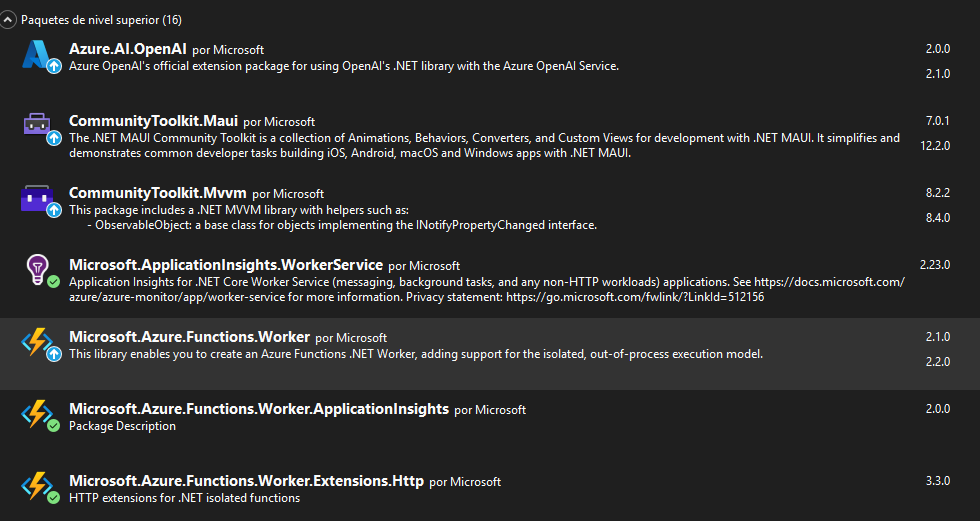 Paquetes de nivel superior (16)
Azure.AI.OpenAI por Microsoft 2.0.0
Azure OpenAI's official extension package for using OpenAI's .NET library with the Azure OpenAI Service.
2.1.0
CommunityToolkit.Maui por Microsoft 7.0.1
The .NET MAUI Community Toolkit is a collection of Animations, Behaviors, Converters, and Custom Views for development with .NET MAUI. It simplifies and 12.2.0
demonstrates common developer tasks building iOS, Android, macOS and Windows apps with .NET MAUI.
CommunityToolkit.Mvvm por Microsoft 8.2.2
This package includes a .NET MVVM library with helpers such as:
8.4.0
- ObservableObject: a base class for objects implementing the INotifyPropertyChanged interface.
Microsoft.ApplicationInsights.WorkerService por Microsoft 2.23.0
Application Insights for .NET Core Worker Service (messaging, background tasks, and any non-HTTP workloads) applications. See https://docs.microsoft.com/
azure/azure-monitor/app/worker-service for more information. Privacy statement: https://go.microsoft.com/fwlink/?LinkId=512156
Microsoft.Azure.Functions.Worker por Microsoft 2.1.0
This library enables you to create an Azure Functions .NET Worker, adding support for the isolated, out-of-process execution model.
2.2.0
Microsoft.Azure.Functions.Worker.ApplicationInsights por Microsoft 2.0.0
Package Description
Microsoft.Azure.Functions.Worker.Extensions.Http por Microsoft 3.3.0
HTTP extensions for .NET isolated functions